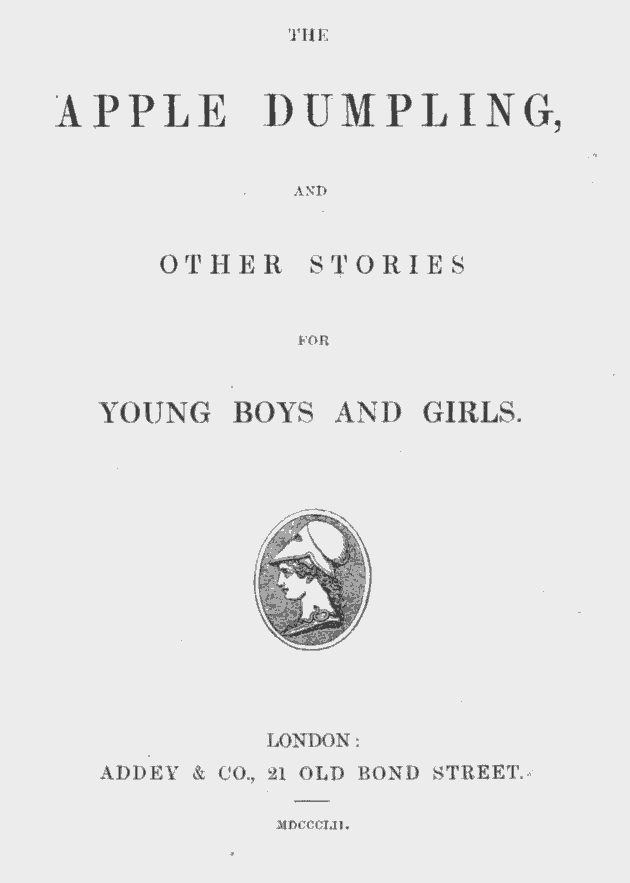 THE
APPLE DUMPLING,
AND
OTHER STORIES
FOR
YOUNG BOYS AND GIRLS.
LONDON:
ADDEY & CO., 21 OLD BOND STREET.
MDCCCLII.